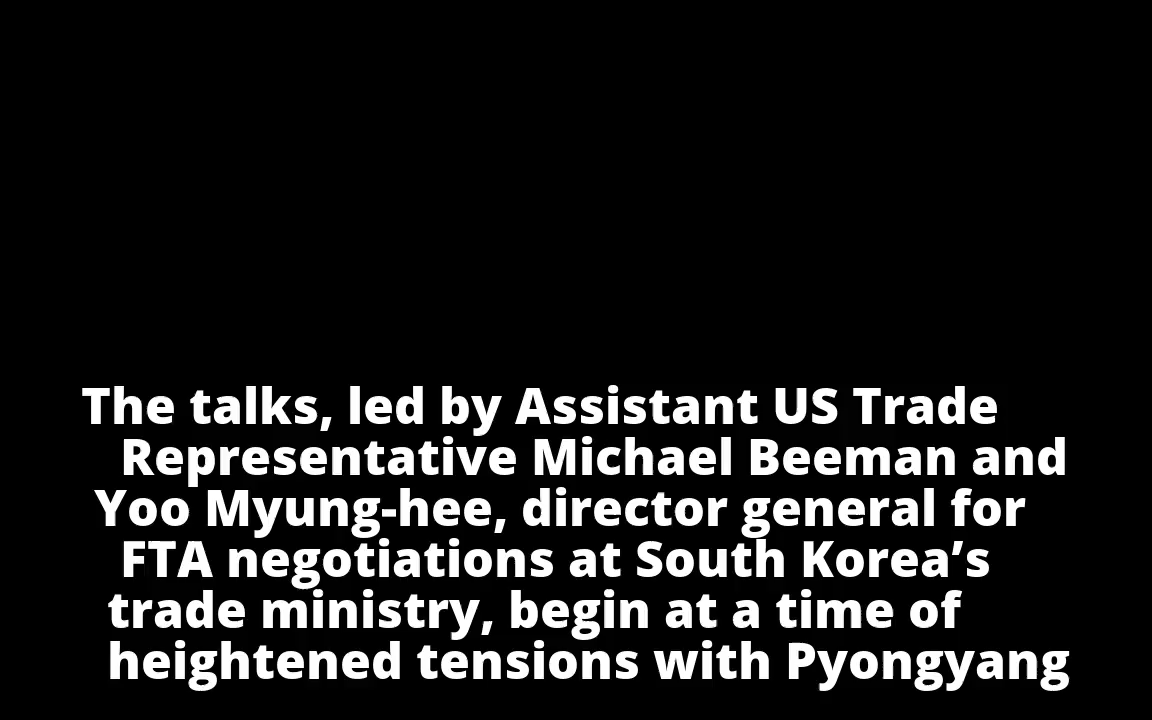 The talks, led by Assistant US Trade
Representative Michael Beeman and
Yoo Myung-hee, director general for
FTA negotiations at South Korea’s
trade ministry, begin at a time of
heightened tensions with Pyongyang